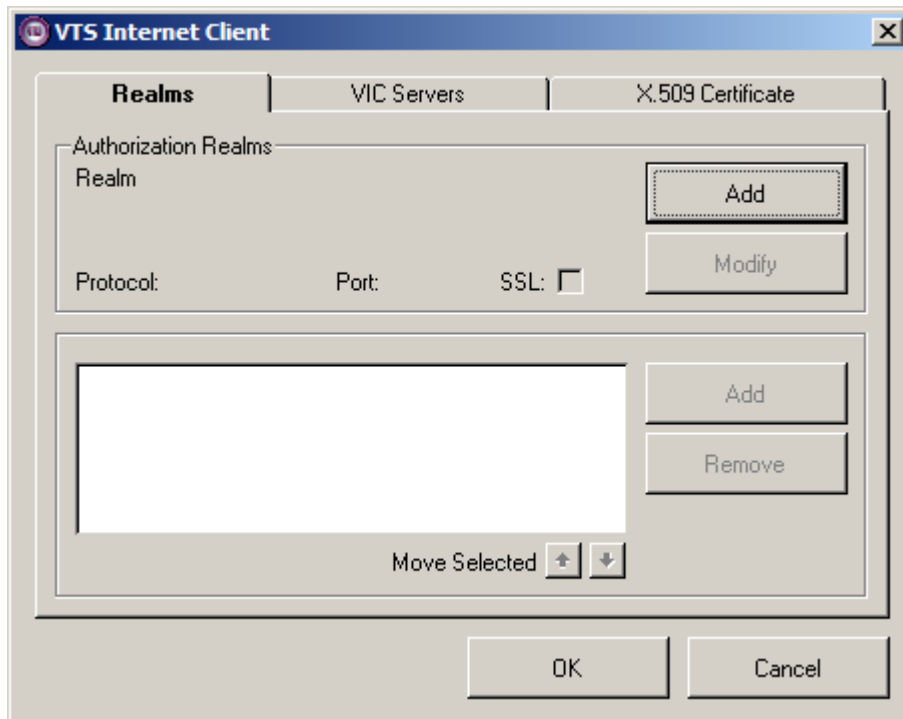 VTS Internet Client
Realms VIC Servers X.509 Certificate
Authorization Realms
Realm
Add
Modify
Protocol: Port: SSL:
Add
Remove
Move Selected
OK Cancel